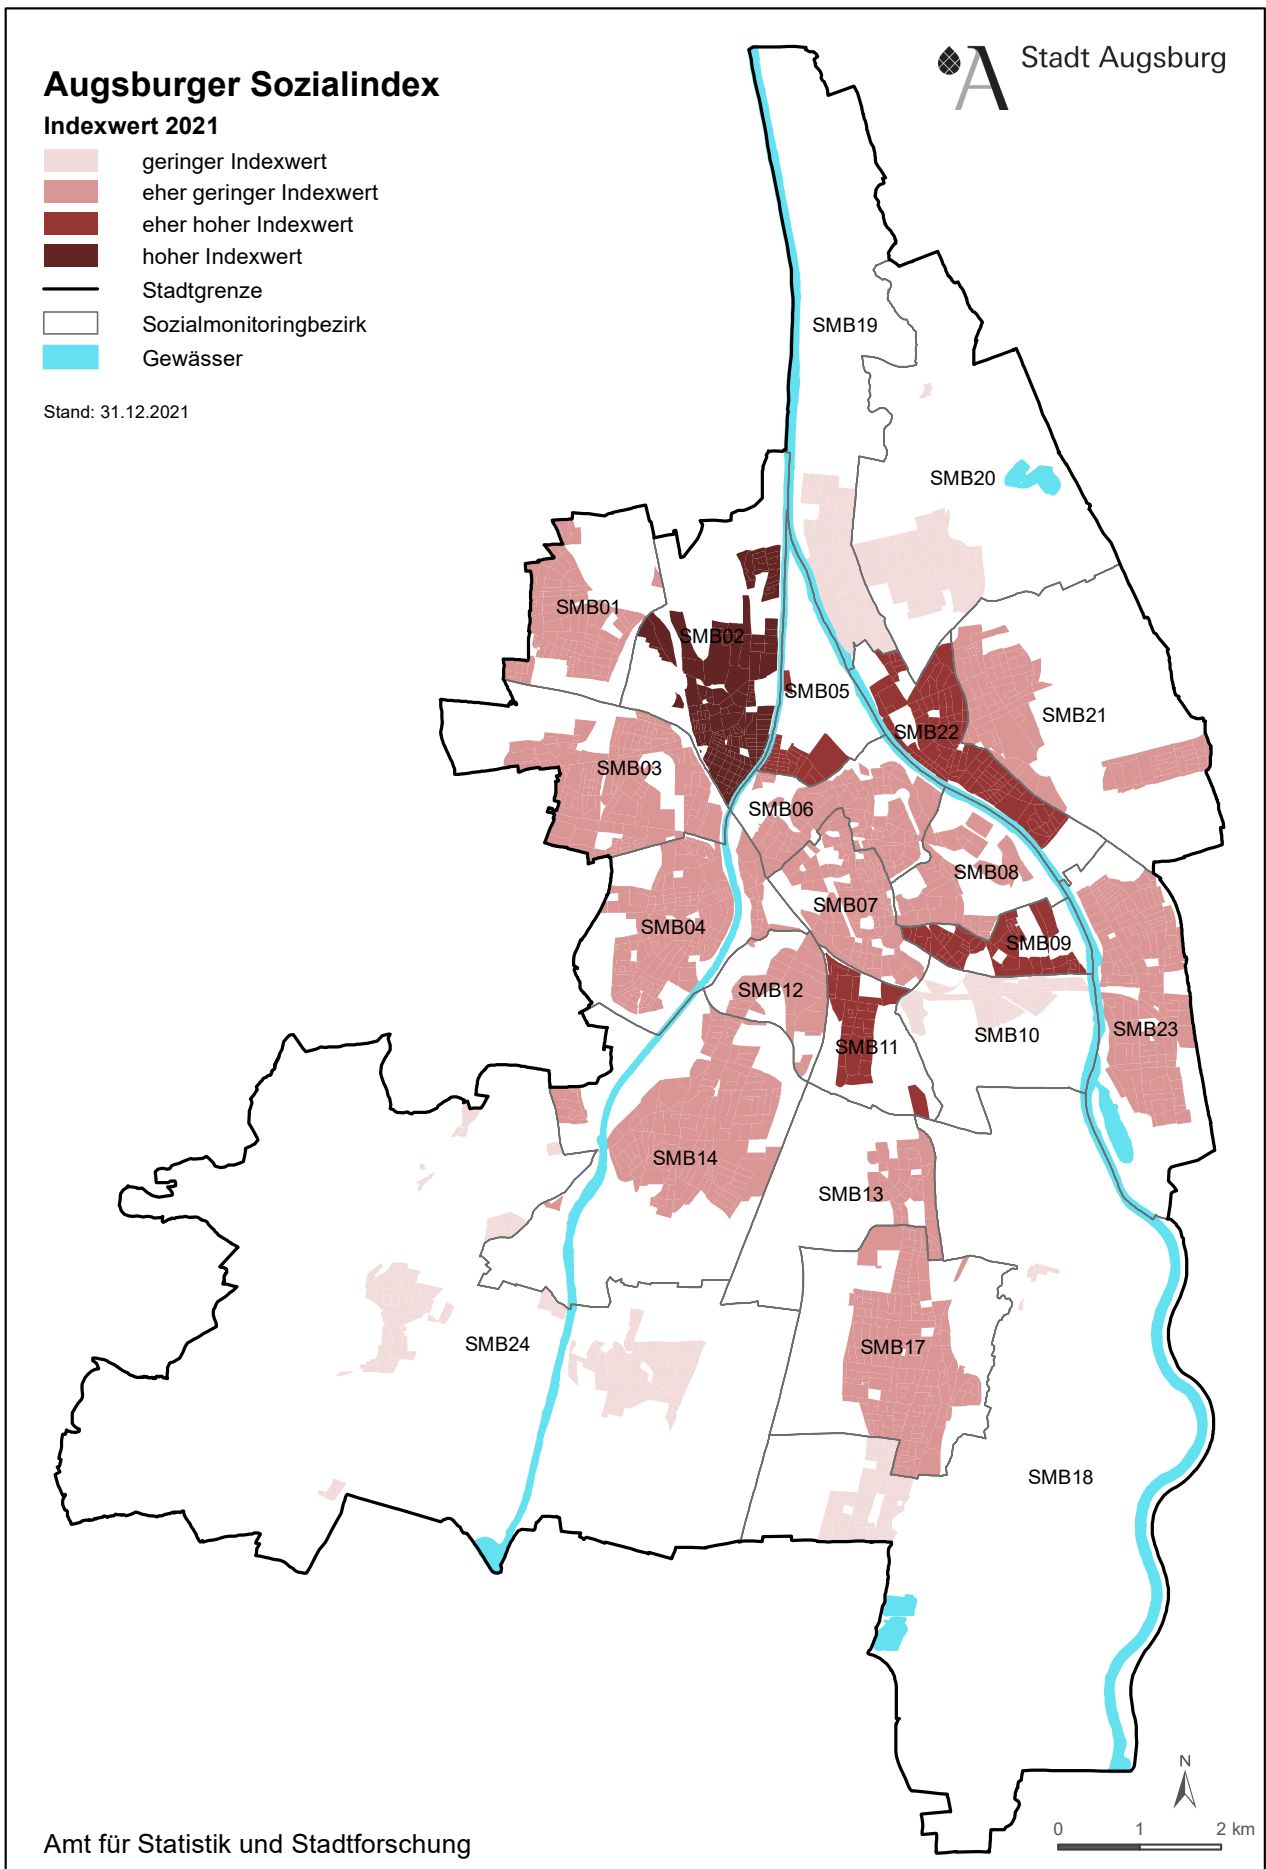 Augsburger Sozialindex
Indexwert 2021
geringer Indexwert
eher geringer Indexwert
eher hoher Indexwert
hoher Indexwert
Stadtgrenze
Sozialmonitoringbezirk
Gewässer
Stand: 31.12.2021
A Stadt Augsburg
SMB19
SMB20
SMB01
SMB02
SMB05
SMB21
SMB22
SMB03
SMB06
SMB08
SMB07
SMB04
SMB09
SMB12
SMB10
SMB23
SMB11
SMB14
SMB13
SMB24
SMB17
SMB18
N
0 1 2 km
Amt für Statistik und Stadtforschung